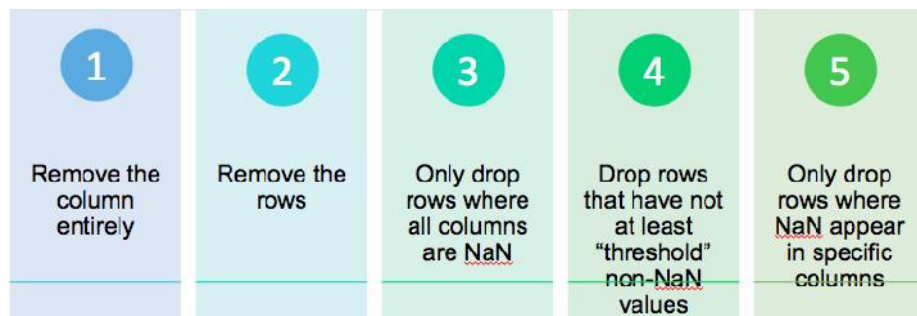 1
Remove the
column
entirely
2
Remove the
rows
3
Only drop
rows where
all columns
are NaN
4
Drop rows
that have not
at least
“threshold”
non-NaN
values
5
Only drop
rows where
NaN appear
in specific
columns